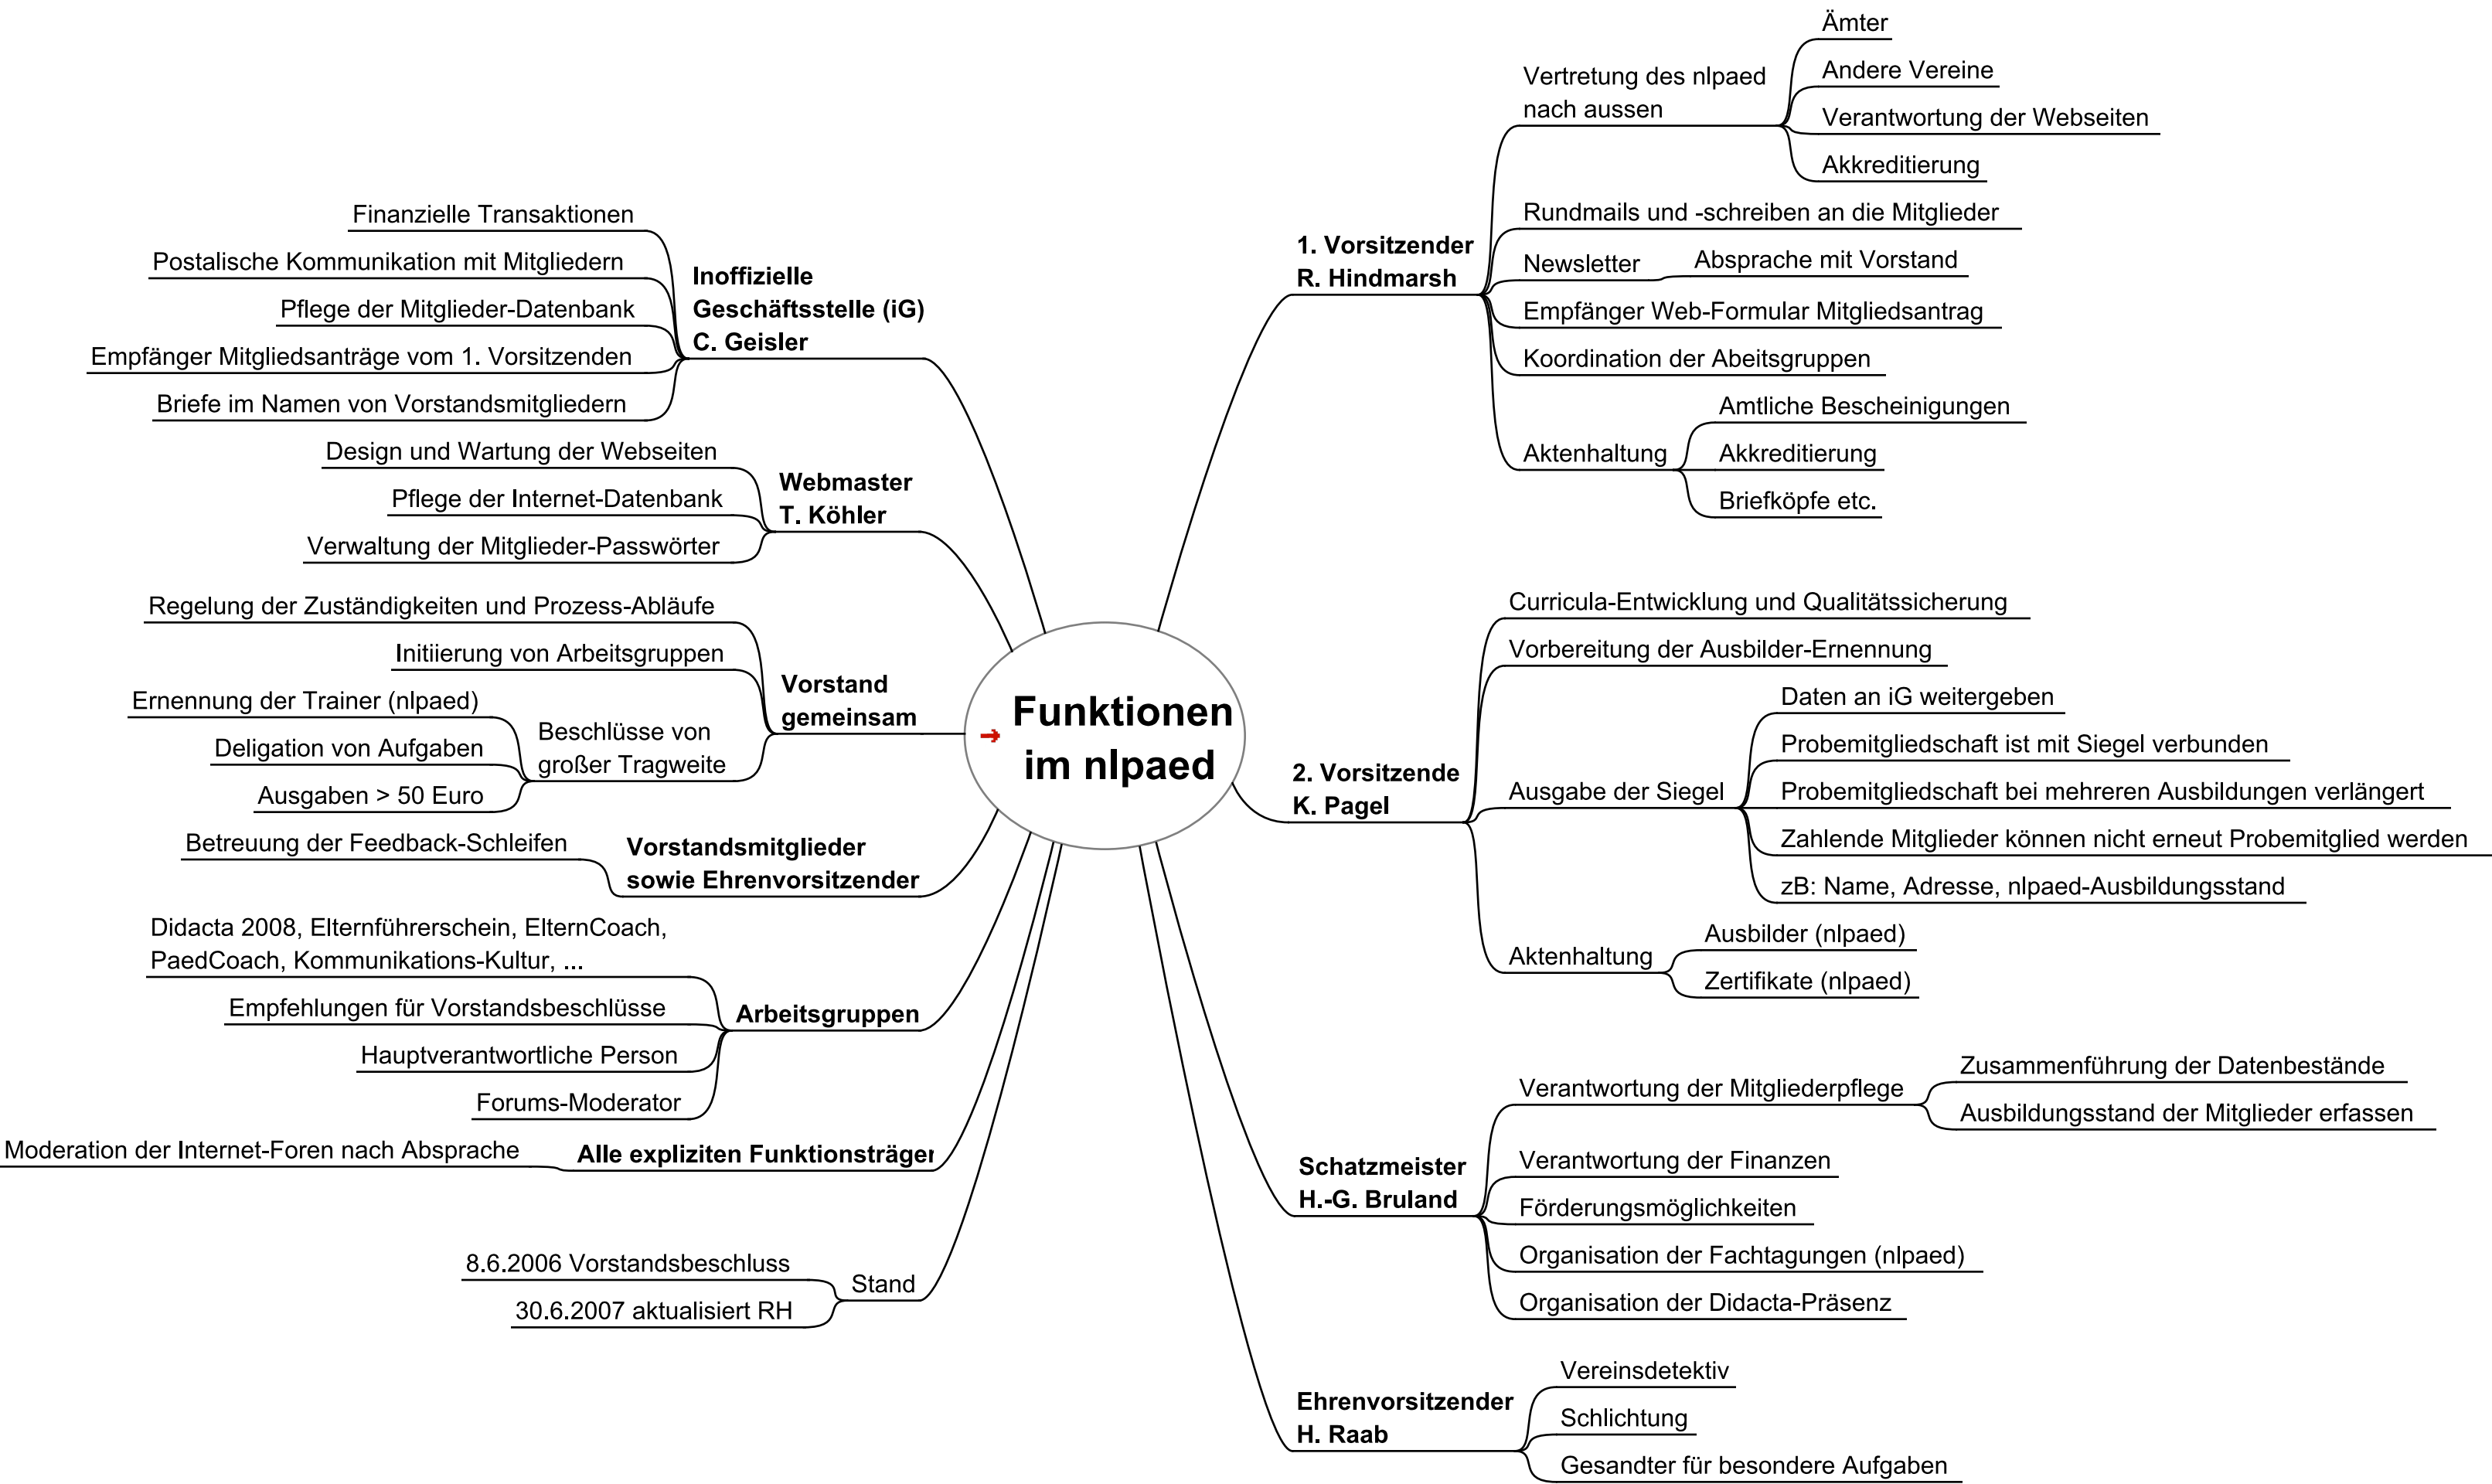 Funktionen
im nlpaed
1. Vorsitzender
R. Hindmarsh
Vertretung des nlpaed
nach aussen
Ämter
Andere Vereine
Verantwortung der Webseiten
Akkreditierung
Rundmails und -schreiben an die Mitglieder
Newsletter
Absprache mit Vorstand
Empfänger Web-Formular Mitgliedsantrag
Koordination der Abeitsgruppen
Aktenhaltung
Amtliche Bescheinigungen
Akkreditierung
Briefköpfe etc.
2. Vorsitzende
K. Pagel
Curricula-Entwicklung und Qualitätssicherung
Vorbereitung der Ausbilder-Ernennung
Ausgabe der Siegel
Daten an iG weitergeben
Probemitgliedschaft ist mit Siegel verbunden
Probemitgliedschaft bei mehreren Ausbildungen verlängert
Zahlende Mitglieder können nicht erneut Probemitglied werden
zB: Name, Adresse, nlpaed-Ausbildungsstand
Aktenhaltung
Ausbilder (nlpaed)
Zertifikate (nlpaed)
Schatzmeister
H.-G. Bruland
Verantwortung der Mitgliederpflege
Zusammenführung der Datenbestände
Ausbildungsstand der Mitglieder erfassen
Verantwortung der Finanzen
Förderungsmöglichkeiten
Organisation der Fachtagungen (nlpaed)
Organisation der Didacta-Präsenz
Ehrenvorsitzender
H. Raab
Vereinsdetektiv
Schlichtung
Gesandter für besondere Aufgaben
Inoffizielle
Geschäftsstelle (iG)
C. Geisler
Finanzielle Transaktionen
Postalische Kommunikation mit Mitgliedern
Pflege der Mitglieder-Datenbank
Empfänger Mitgliedsanträge vom 1. Vorsitzenden
Briefe im Namen von Vorstandsmitgliedern
Webmaster
T. Köhler
Design und Wartung der Webseiten
Pflege der Internet-Datenbank
Verwaltung der Mitglieder-Passwörter
Vorstand
gemeinsam
Regelung der Zuständigkeiten und Prozess-Abläufe
Initiierung von Arbeitsgruppen
Beschlüsse von
großer Tragweite
Ernennung der Trainer (nlpaed)
Deligation von Aufgaben
Ausgaben > 50 Euro
Vorstandsmitglieder
sowie Ehrenvorsitzender
Betreuung der Feedback-Schleifen
Arbeitsgruppen
Didacta 2008, Elternführerschein, ElternCoach,
PaedCoach, Kommunikations-Kultur, ...
Empfehlungen für Vorstandsbeschlüsse
Hauptverantwortliche Person
Forums-Moderator
Alle expliziten Funktionsträger
Moderation der Internet-Foren nach Absprache
Stand
8.6.2006 Vorstandsbeschluss
30.6.2007 aktualisiert RH